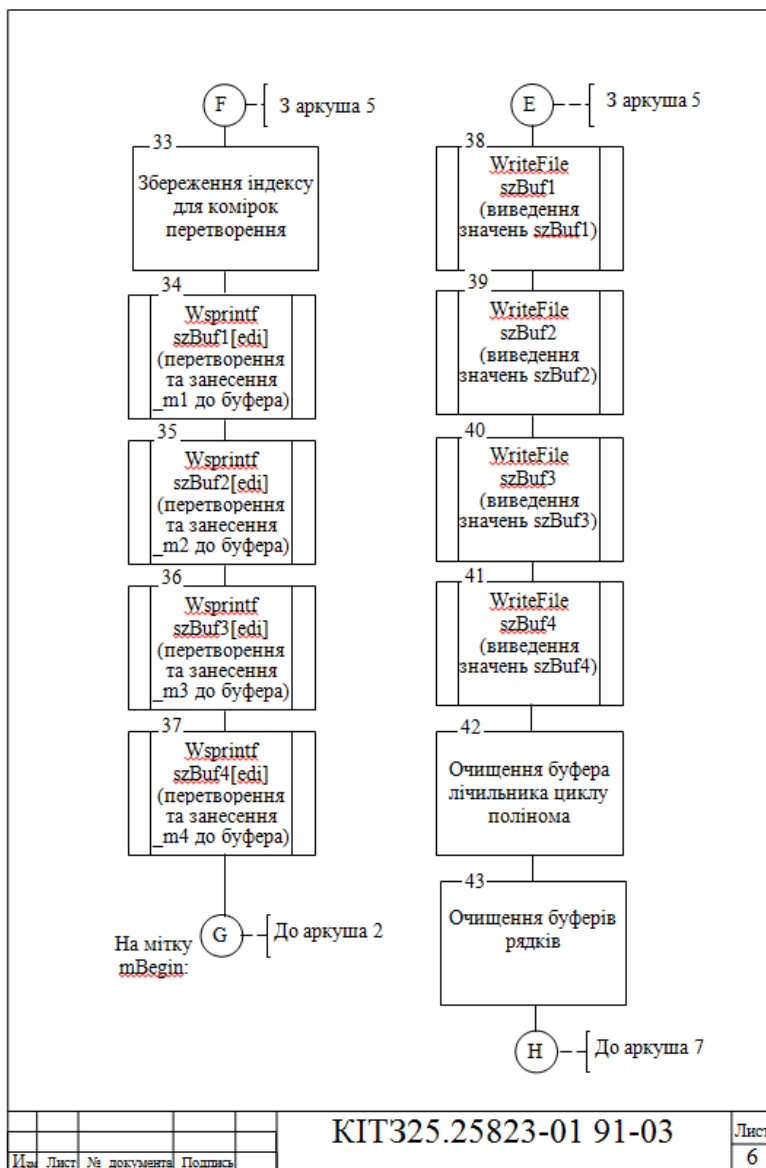 F
З аркуша 5
33
Збереження індексу
для комірок
перетворення
34
Wsprintf
szBuf1[edi]
(перетворення
та занесення
_m1 до буфера)
35
Wsprintf
szBuf2[edi]
(перетворення
та занесення
_m2 до буфера)
36
Wsprintf
szBuf3[edi]
(перетворення
та занесення
_m3 до буфера)
37
Wsprintf
szBuf4[edi]
(перетворення
та занесення
_m4 до буфера)
На мітку
mBegin:
G
До аркуша 2
E
З аркуша 5
38
WriteFile
szBuf1
(виведення
значень szBuf1)
39
WriteFile
szBuf2
(виведення
значень szBuf2)
40
WriteFile
szBuf3
(виведення
значень szBuf3)
41
WriteFile
szBuf4
(виведення
значень szBuf4)
42
Очищення буфера
лічильника циклу
полінома
43
Очищення буферів
рядків
H
До аркуша 7
КІТ325.25823-01 91-03
Лист
6
Изм Лист № документа Подпись